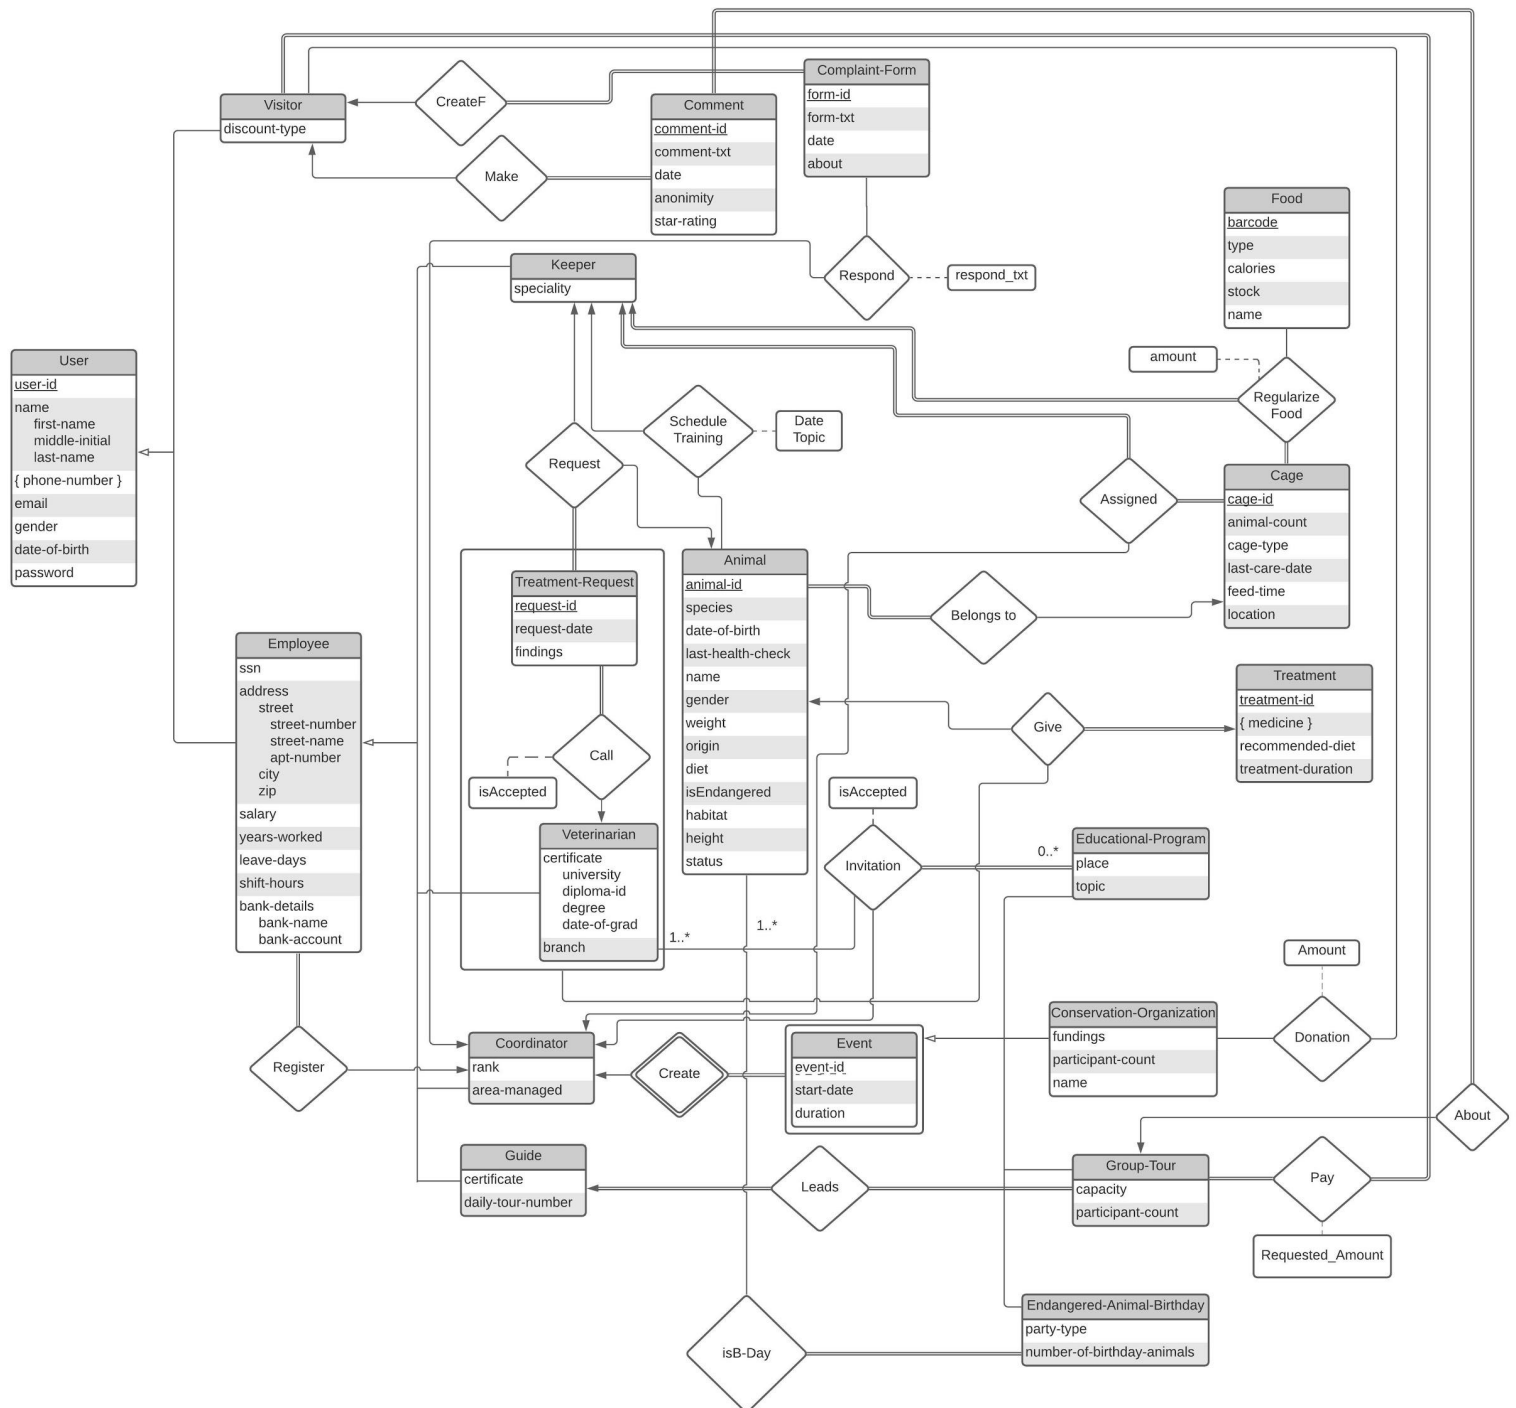 Visitor
discount-type
CreateF
Make
Comment
comment-id
comment-txt
date
anonimity
star-rating
Complaint-Form
form-id
form-txt
date
about
Respond
respond_txt
Keeper
speciality
Food
barcode
type
calories
stock
name
amount
Regularize
Food
User
user-id
name
first-name
middle-initial
last-name
{ phone-number }
email
gender
date-of-birth
password
Request
Schedule
Training
Date
Topic
Assigned
Cage
cage-id
animal-count
cage-type
last-care-date
feed-time
location
Treatment-Request
request-id
request-date
findings
Animal
animal-id
species
date-of-birth
last-health-check
name
gender
weight
origin
diet
isEndangered
habitat
height
status
Belongs to
Employee
ssn
address
street
street-number
street-name
apt-number
city
zip
salary
years-worked
leave-days
shift-hours
bank-details
bank-name
bank-account
Call
isAccepted
Give
Treatment
treatment-id
{ medicine }
recommended-diet
treatment-duration
Veterinarian
certificate
university
diploma-id
degree
date-of-grad
branch
1..*
1..*
isAccepted
Invitation
0..*
Educational-Program
place
topic
Amount
Conservation-Organization
fundings
participant-count
name
Donation
Register
Coordinator
rank
area-managed
Create
Event
event-id
start-date
duration
About
Guide
certificate
daily-tour-number
Leads
Group-Tour
capacity
participant-count
Pay
Requested_Amount
Endangered-Animal-Birthday
party-type
number-of-birthday-animals
isB-Day